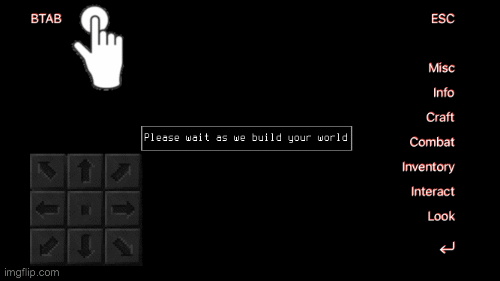 BTAB
ESC
Misc
Info
Craft
Please wait as we build your world
Combat
Inventory
Interact
Look
imgflip.com